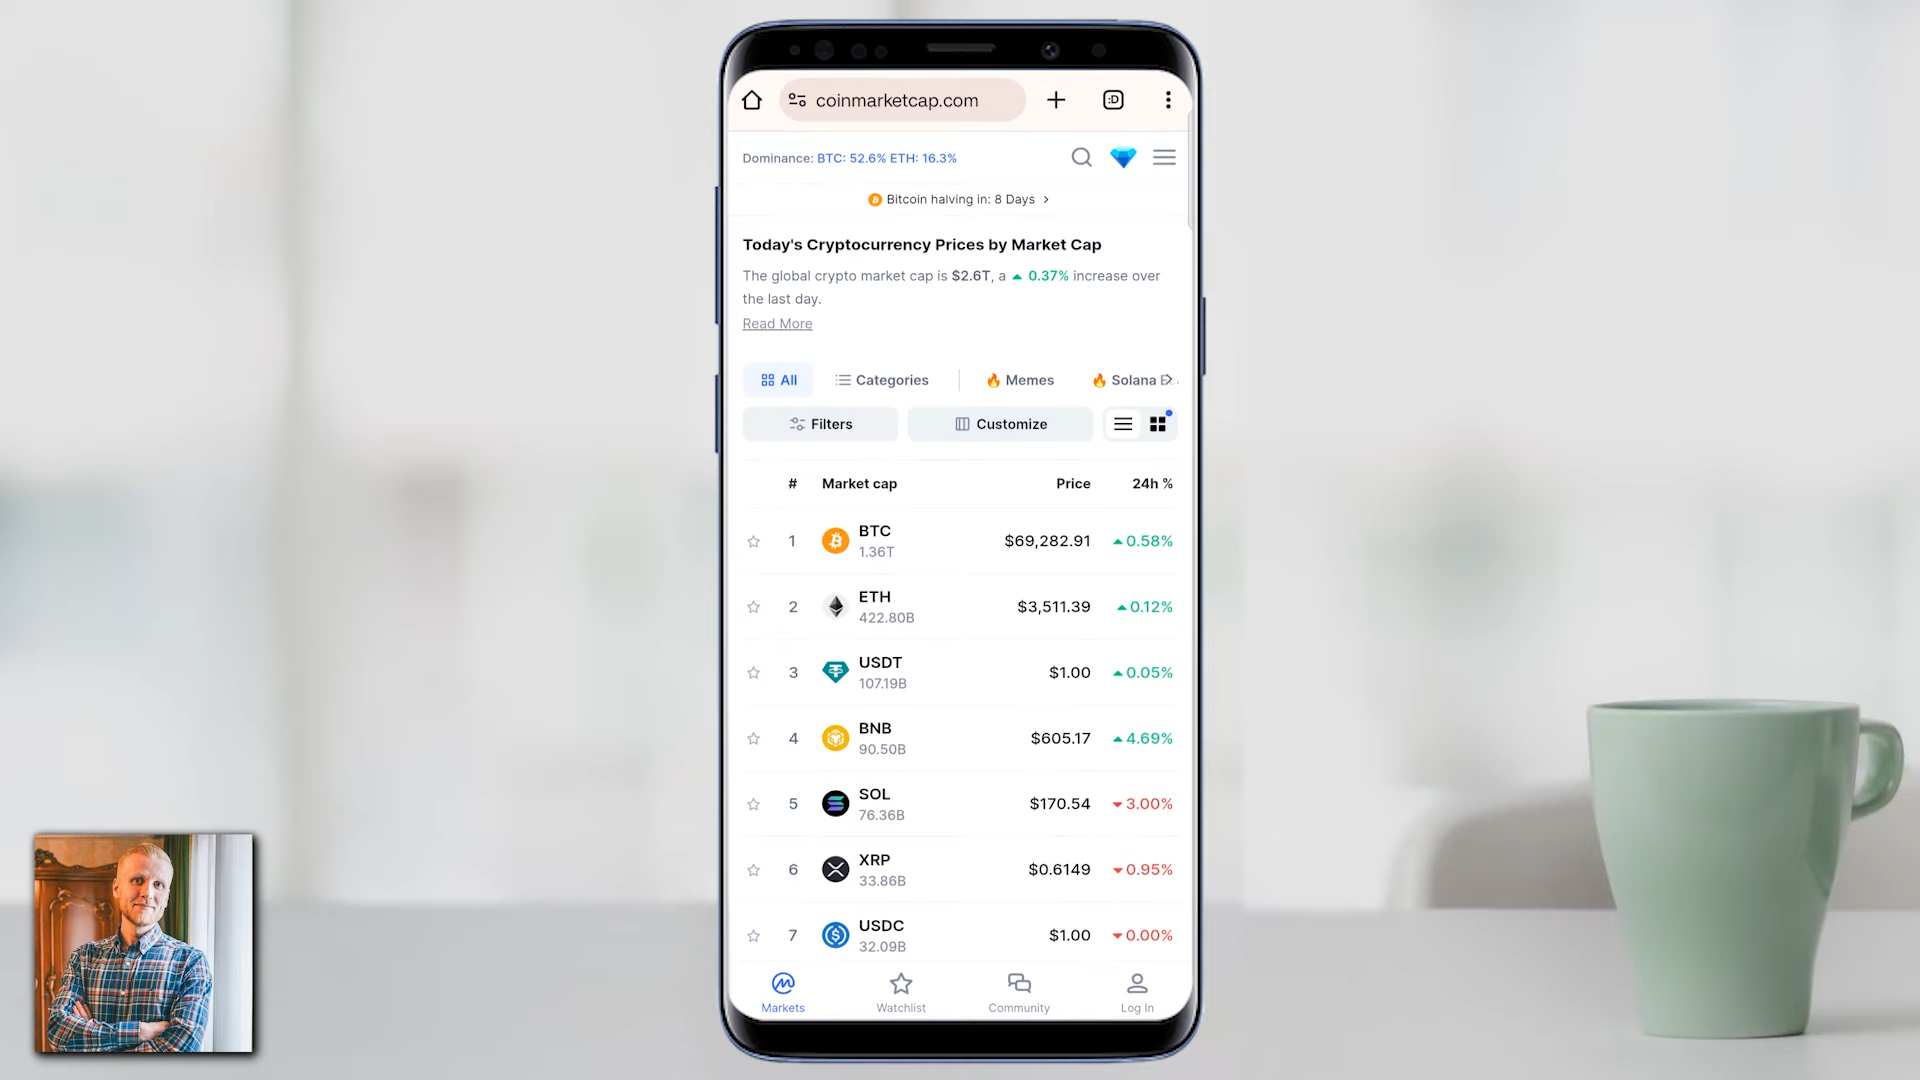 coinmarketcap.com
:D
Dominance: BTC: 52.6% ETH: 16.3%
Bitcoin halving in: 8 Days
Today's Cryptocurrency Prices by Market Cap
The global crypto market cap is $2.6T, a 0.37% increase over
the last day.
Read More
All Categories Memes Solana E
Filters Customize
# Market cap Price 24h %
1 BTC $69,282.91 0.58%
1.36T
2 ETH $3,511.39 0.12%
422.80B
3 USDT $1.00 0.05%
107.19B
4 BNB $605.17 4.69%
90.50B
5 SOL $170.54 3.00%
76.36B
6 XRP $0.6149 0.95%
33.86B
7 USDC $1.00 0.00%
32.09B
Markets Watchlist Community Log In